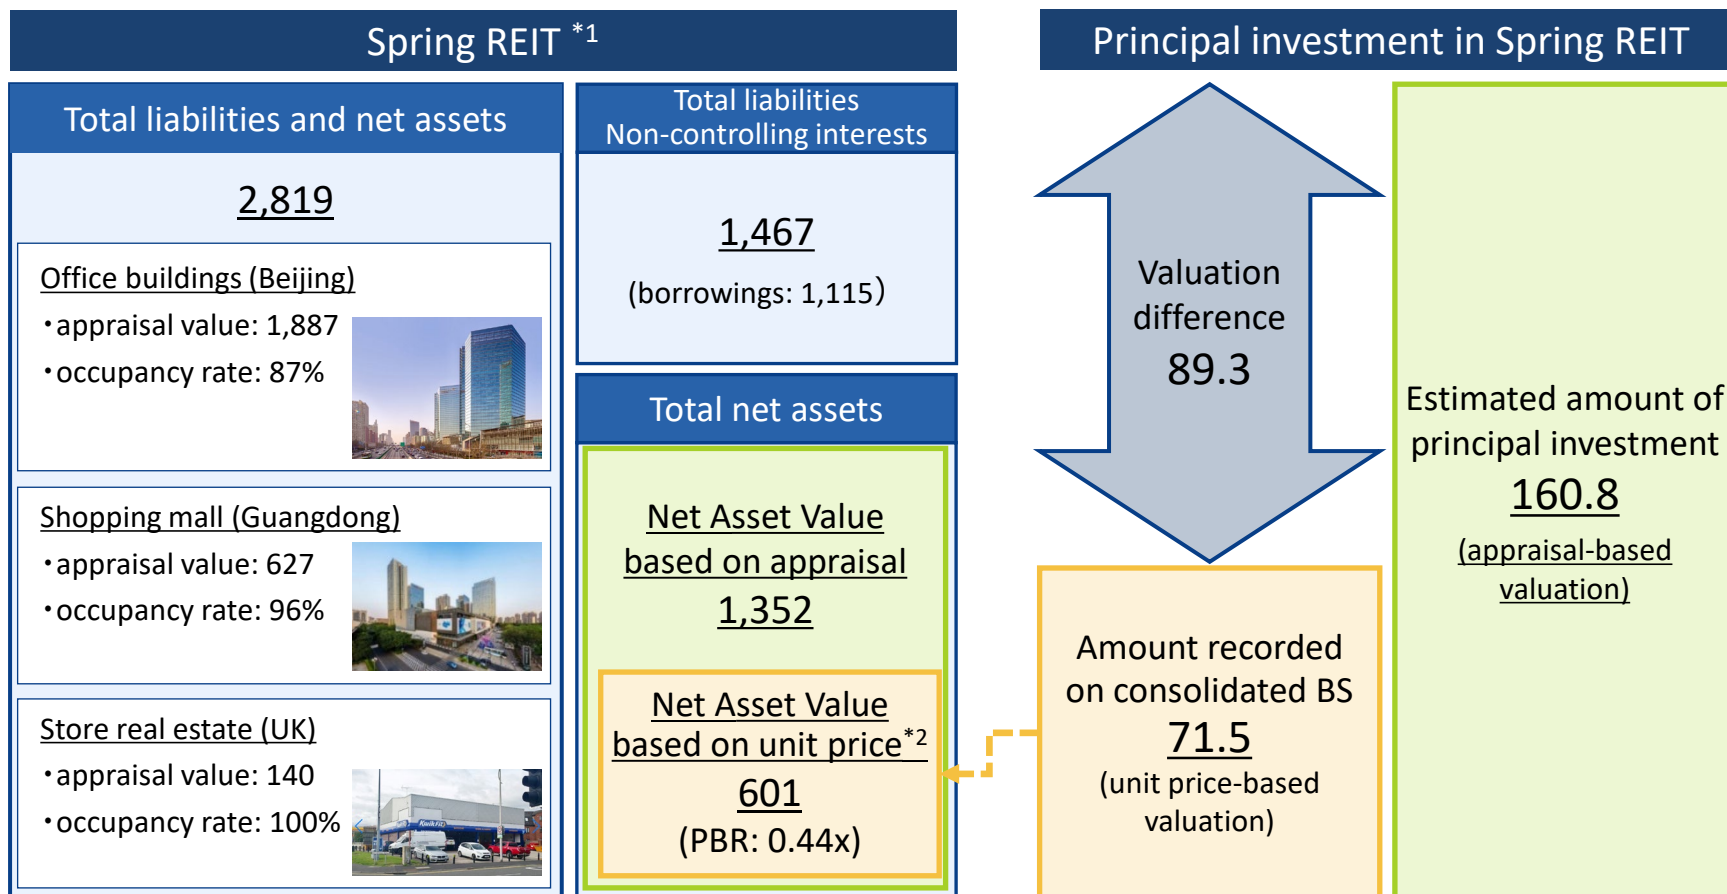 Spring REIT *1
Total liabilities and net assets
2,819
Office buildings (Beijing)
・appraisal value: 1,887
・occupancy rate: 87%
Shopping mall (Guangdong)
・appraisal value: 627
・occupancy rate: 96%
Store real estate (UK)
・appraisal value: 140
・occupancy rate: 100%
Kwik Fit
Total liabilities
Non-controlling interests
1,467
(borrowings: 1,115）
Total net assets
Net Asset Value
based on appraisal
1,352
Net Asset Value
based on unit price*2
601
(PBR: 0.44x)
Principal investment in Spring REIT
Valuation
difference
89.3
Amount recorded
on consolidated BS
71.5
(unit price-based
valuation)
Estimated amount of
principal investment
160.8
(appraisal-based
valuation)